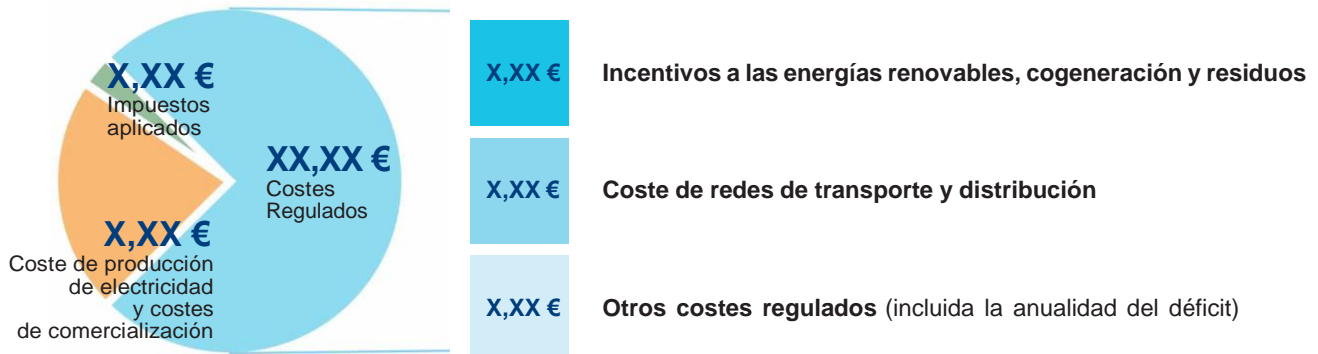 X,XX €
Impuestos
aplicados
XX,XX €
Costes
Regulados
X,XX €
Coste de producción
de electricidad
y costes
de comercialización
X,XX € Incentivos a las energías renovables, cogeneración y residuos
X,XX € Coste de redes de transporte y distribución
X,XX € Otros costes regulados (incluida la anualidad del déficit)